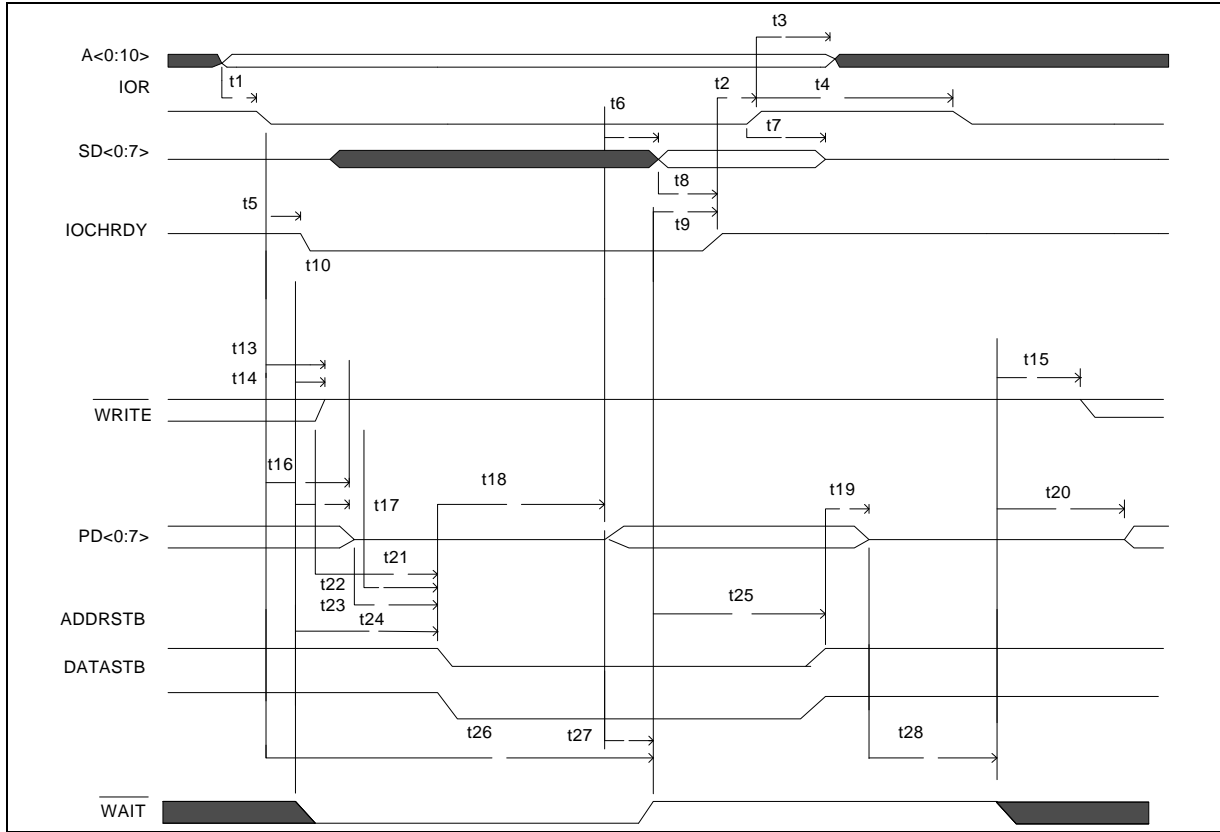 t3
A<0:10>
t1
t2
t4
IOR
t6
t7
SD<0:7>
t8
t5
t9
IOCHRDY
t10
t13
t15
t14
WRITE
t16
t18
t19
t20
t17
PD<0:7>
t21
t22
t23
t25
ADDRSTB
t24
DATASTB
t26
t27
t28
WAIT